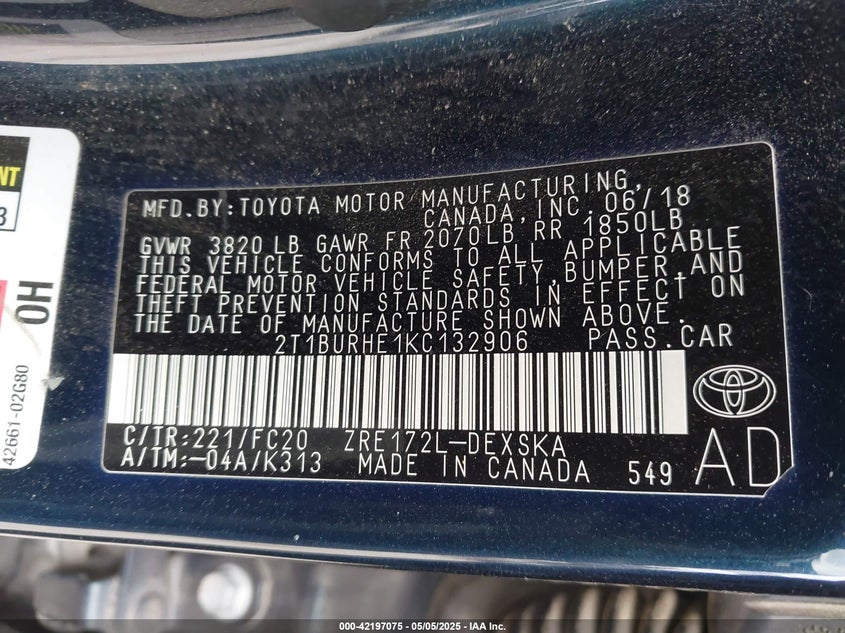 NT
3
HO
42661-02G80
MFD.BY:TOYOTA MOTOR MANUFACTURING,
CANADA,INC. 06/18
GVWR 3820 LB GAWR FR 2070LB, RR 1850LB
THIS VEHICLE CONFORMS TO ALL APPLICABLE
FEDERAL MOTOR VEHICLE SAFETY,BUMPER,AND
THEFT PREVENTION STANDARDS IN EFFECT ON
THE DATE OF MANUFACTURE SHOWN ABOVE.
2T1BURHE1KC132906 PASS.CAR
C/TR:221/FC20 ZRE172L-DEXSKA
A/TM:-04A/K313 MADE IN CANADA 549 AD
000-42197075 - 05/05/2025 - © IAA Inc.